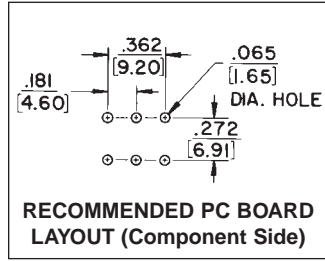 .362
[9.20]
.065
[1.65]
DIA. HOLE
.181
[4.60]
.272
[6.91]
RECOMMENDED PC BOARD
LAYOUT (Component Side)